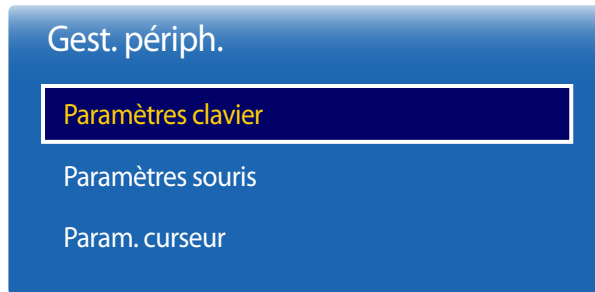 Gest. périph.
Paramètres clavier
Paramètres souris
Param. curseur